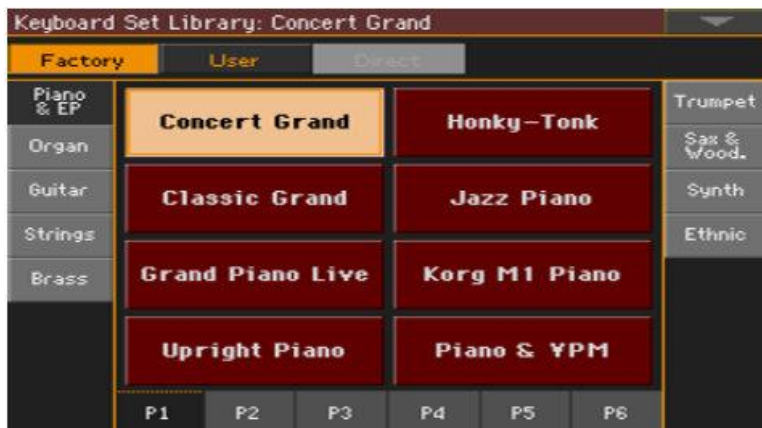 Keyboard Set Library: Concert Grand
Factory
User
Direct
Piano
& EP
Organ
Guitar
Strings
Brass
Concert Grand
Honky-Tonk
Classic Grand
Jazz Piano
Grand Piano Live
Korg M1 Piano
Upright Piano
Piano & VPM
Trumpet
Sax &
Wood.
Synth
Ethnic
P1
P2
P3
P4
P5
P6